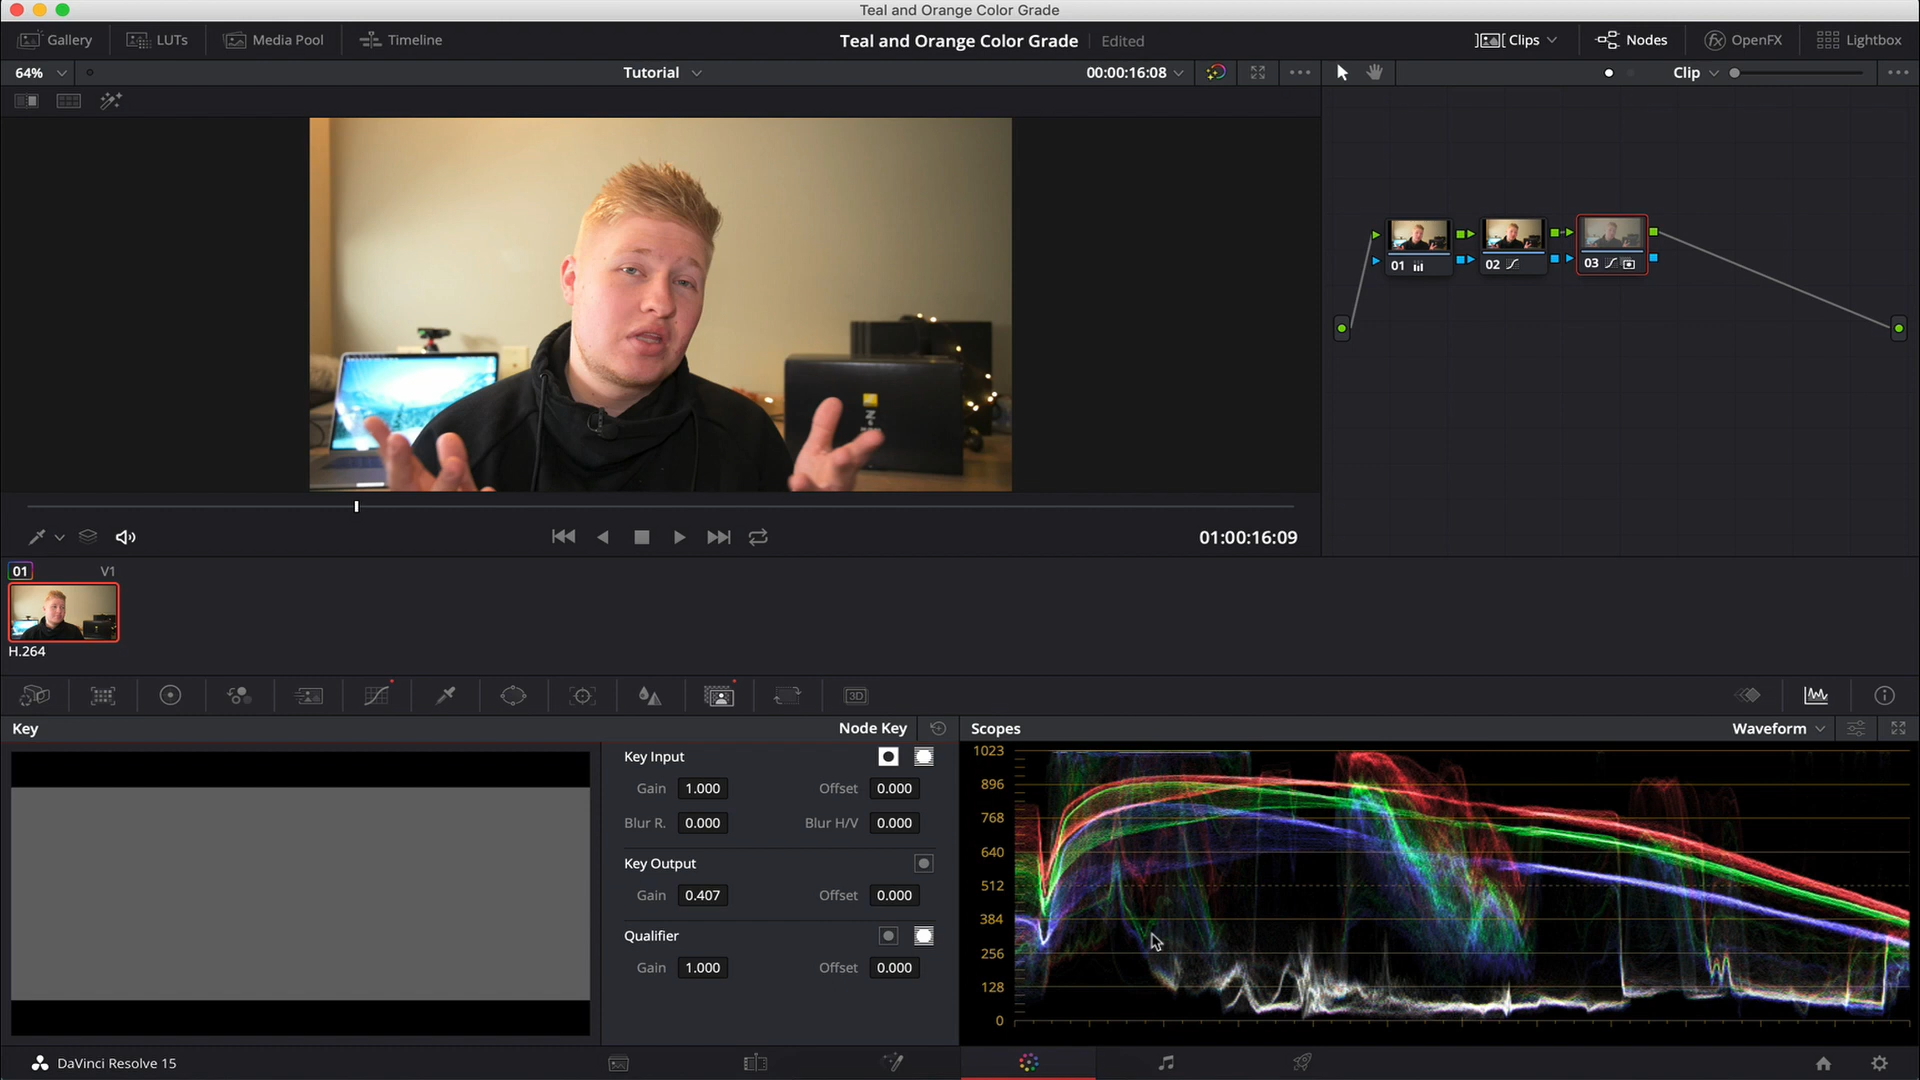 Teal and Orange Color Grade
Gallery LUTs Media Pool Timeline Teal and Orange Color Grade Edited Clips Nodes OpenFX Lightbox
64% Tutorial 00:00:16:08 Clip
01 02 03
01:00:16:09
01 V1
H.264
3D
Key Node Key Scopes Waveform
Key Input
Gain 1.000 Offset 0.000
Blur R. 0.000 Blur H/V 0.000
Key Output
Gain 0.407 Offset 0.000
Qualifier
Gain 1.000 Offset 0.000
1023
896
768
640
512
384
256
128
0
DaVinci Resolve 15